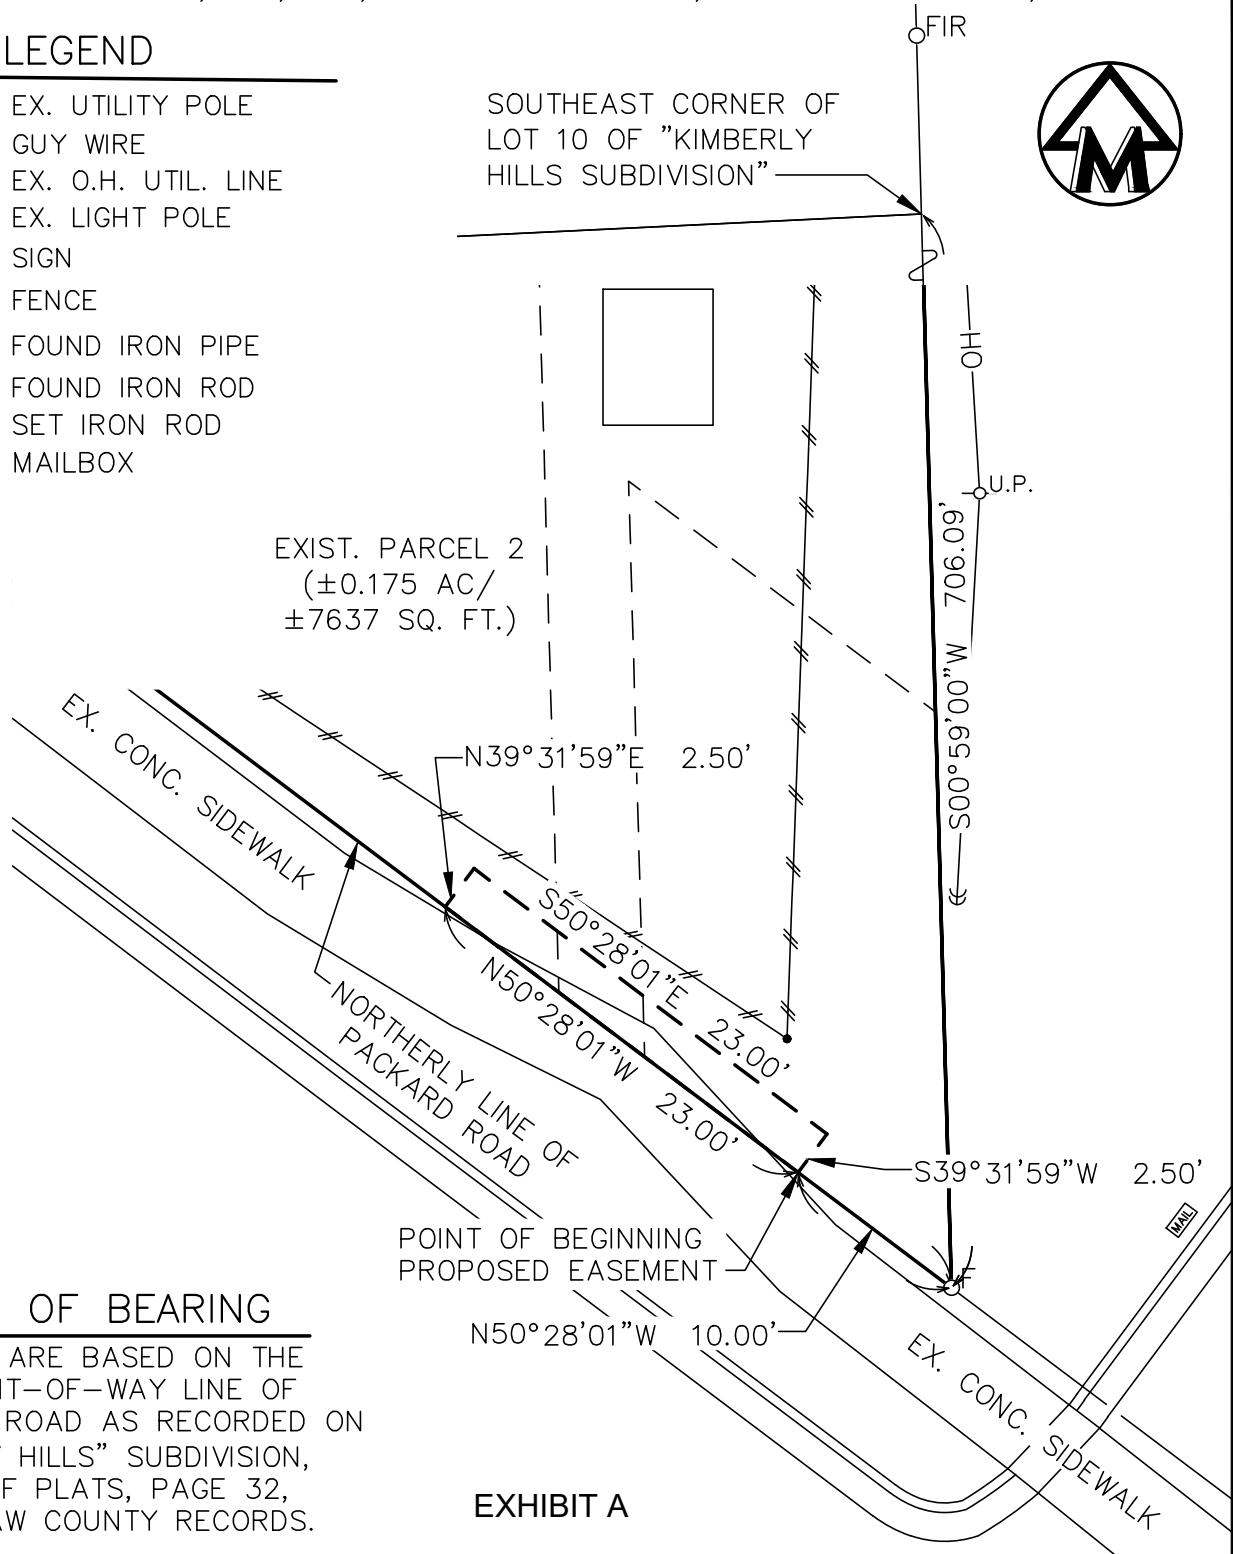 LEGEND
EX. UTILITY POLE
GUY WIRE
EX. O.H. UTIL. LINE
EX. LIGHT POLE
SIGN
FENCE
FOUND IRON PIPE
FOUND IRON ROD
SET IRON ROD
MAILBOX
FIR
SOUTHEAST CORNER OF
LOT 10 OF "KIMBERLY
HILLS SUBDIVISION"
M
OH
U.P.
EXIST. PARCEL 2
(±0.175 AC/
±7637 SQ. FT.)
S00°59'00"W 706.09'
EX. CONC. SIDEWALK
N39°31'59"E 2.50'
S50°28'01"E 23.00'
N50°28'01"W 23.00'
NORTHERLY LINE OF
PACKARD ROAD
S39°31'59"W 2.50'
MAIL
POINT OF BEGINNING
PROPOSED EASEMENT
F
N50°28'01"W 10.00'
EX. CONC. SIDEWALK
OF BEARING
ARE BASED ON THE
T-OF-WAY LINE OF
ROAD AS RECORDED ON
HILLS" SUBDIVISION,
F PLATS, PAGE 32,
AW COUNTY RECORDS.
EXHIBIT A